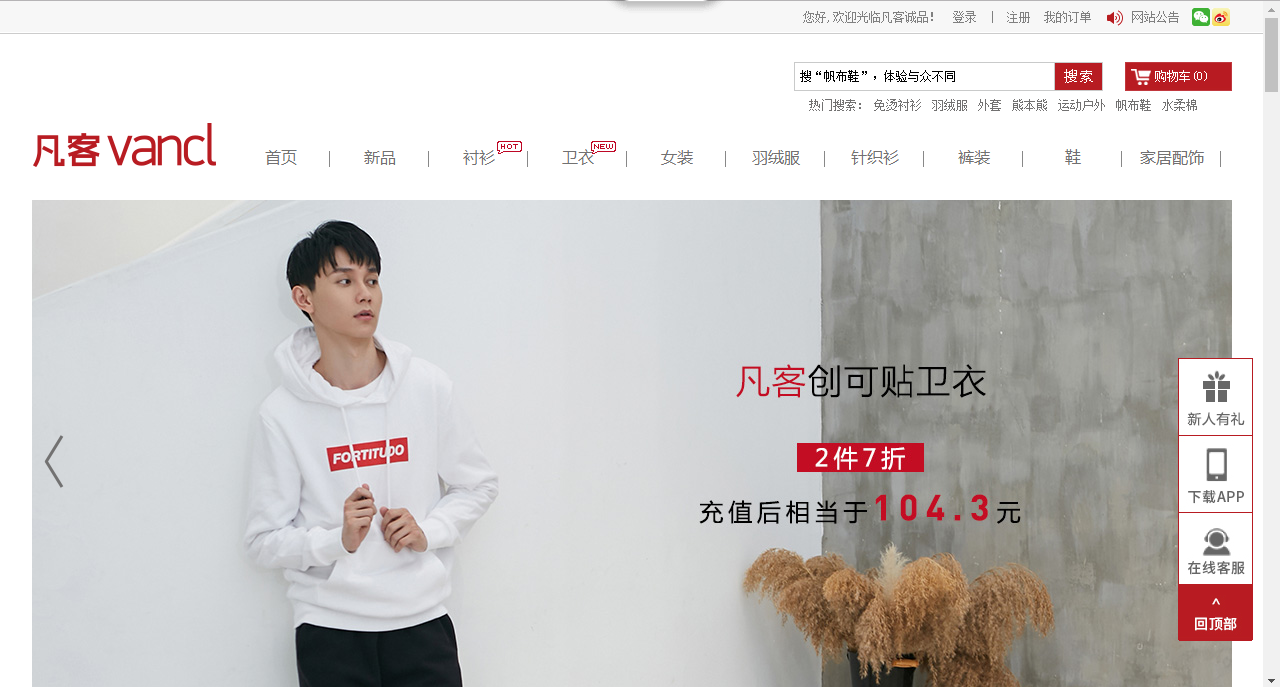 您好, 欢迎光临凡客诚品! 登录 | 注册 我的订单 网站公告
搜“帆布鞋”，体验与众不同 搜索 购物车(0)
热门搜索: 免烫衬衫 羽绒服 外套 熊本熊 运动户外 帆布鞋 水柔棉
凡客 vancl
首页 | 新品 | 衬衫 HOT | 卫衣 NEW | 女装 | 羽绒服 | 针织衫 | 裤装 | 鞋 | 家居配饰 |
凡客创可贴卫衣
FORTITUDO
2件7折
充值后相当于104.3元
新人有礼
下载APP
在线客服
^
回顶部